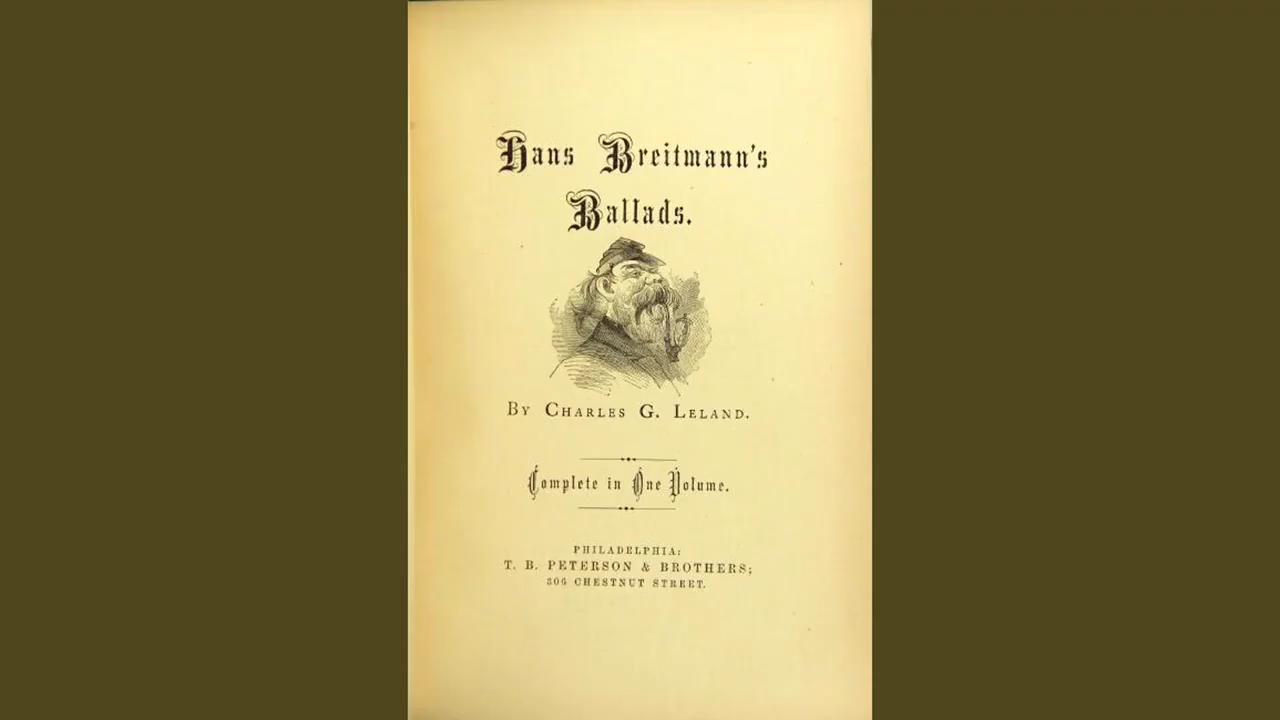 Hans Breitmann's
Ballads.
By Charles G. Leland.
Complete in One Volume.
PHILADELPHIA:
T. B. PETERSON & BROTHERS;
306 CHESTNUT STREET.